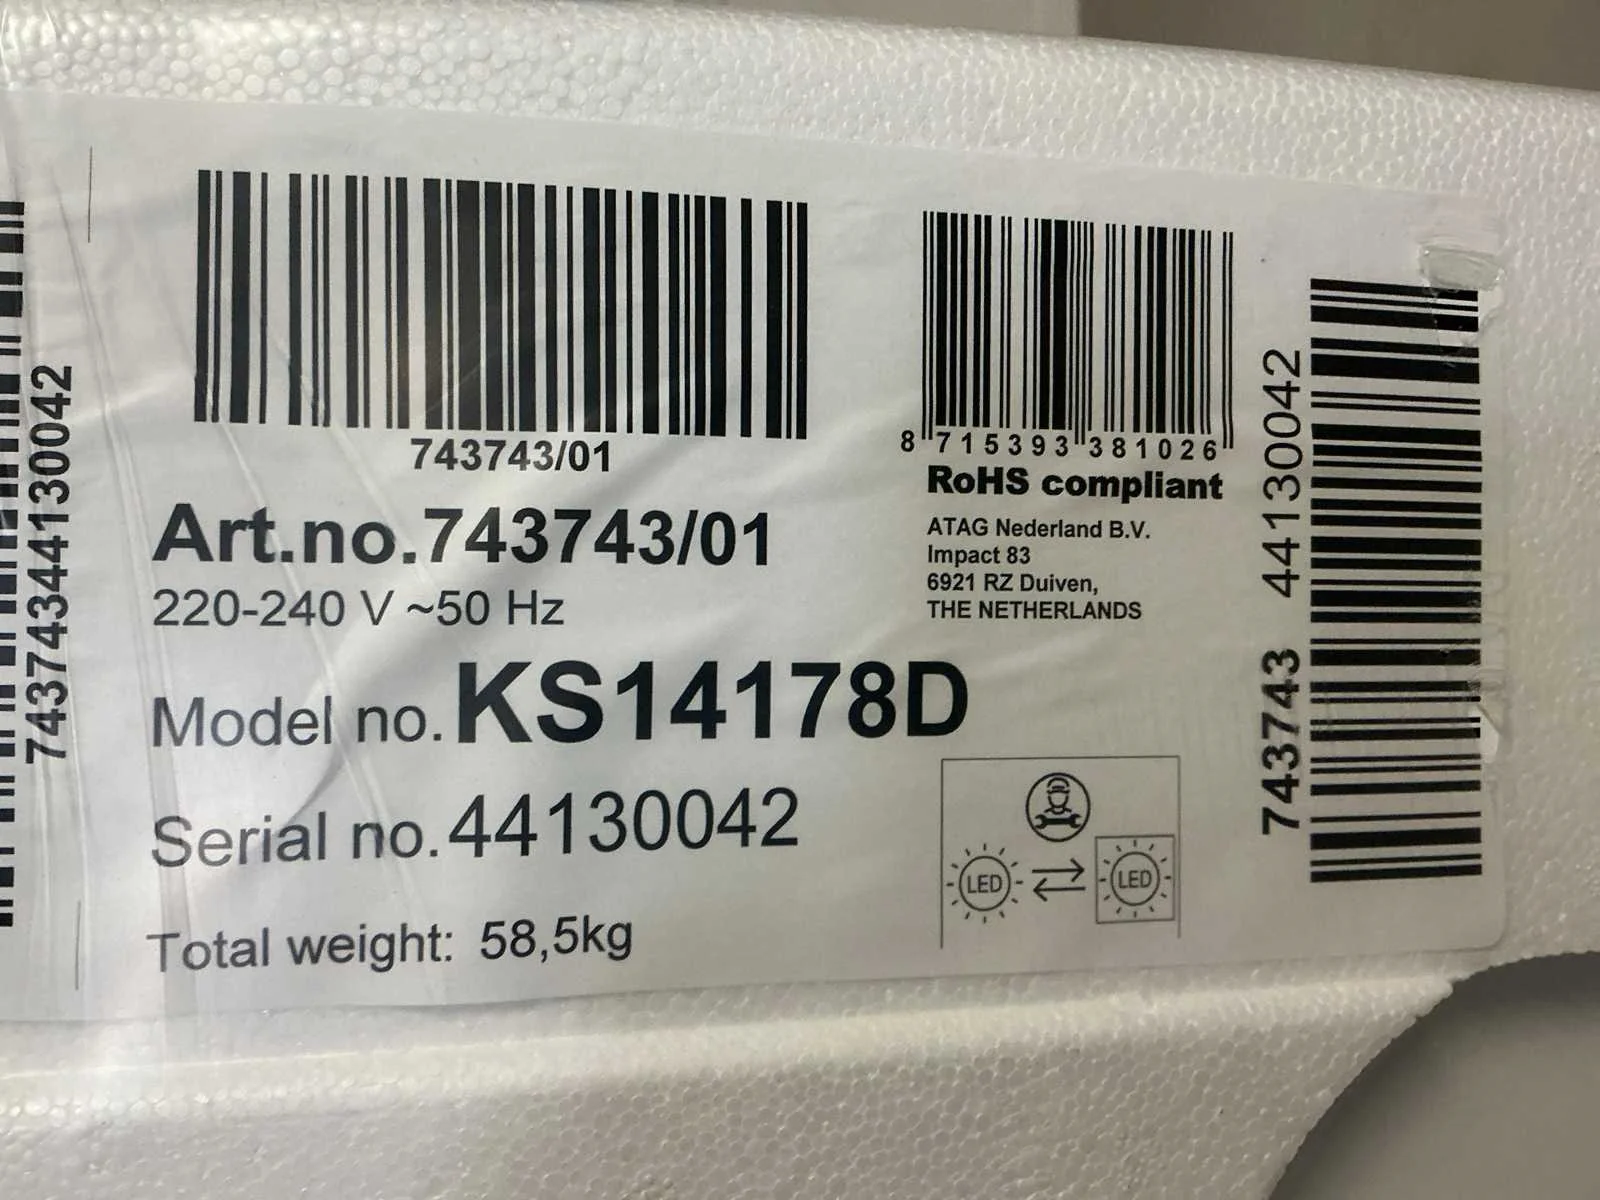 74374344130042
743743/01
Art.no.743743/01
220-240 V ~50 Hz
Model no.KS14178D
Serial no.44130042
Total weight: 58,5kg
8 715393 381026
RoHS compliant
ATAG Nederland B.V.
Impact 83
6921 RZ Duiven,
THE NETHERLANDS
LED
LED
743743 44130042